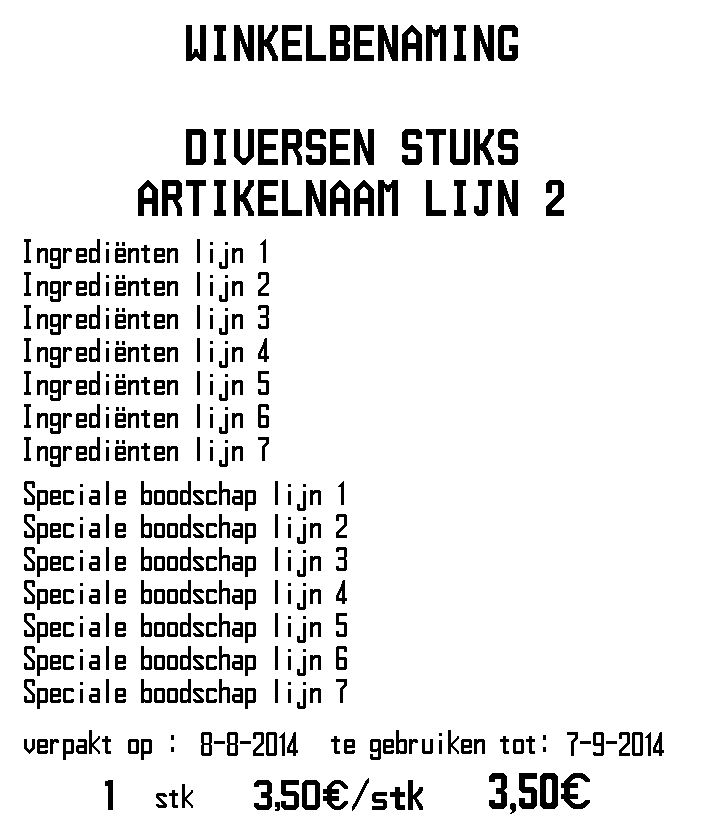 WINKELBENAMING
DIVERSEN STUKS
ARTIKELNAAM LIJN 2
Ingrediënten lijn 1
Ingrediënten lijn 2
Ingrediënten lijn 3
Ingrediënten lijn 4
Ingrediënten lijn 5
Ingrediënten lijn 6
Ingrediënten lijn 7
Speciale boodschap lijn 1
Speciale boodschap lijn 2
Speciale boodschap lijn 3
Speciale boodschap lijn 4
Speciale boodschap lijn 5
Speciale boodschap lijn 6
Speciale boodschap lijn 7
verpakt op : 8-8-2014 te gebruiken tot: 7-9-2014
1 stk 3,50€/stk 3,50€